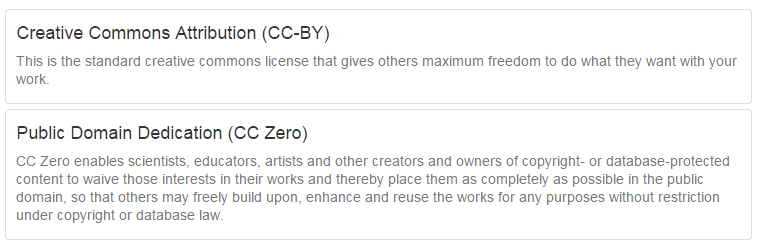 Creative Commons Attribution (CC-BY)
This is the standard creative commons license that gives others maximum freedom to do what they want with your
work.
Public Domain Dedication (CC Zero)
CC Zero enables scientists, educators, artists and other creators and owners of copyright- or database-protected
content to waive those interests in their works and thereby place them as completely as possible in the public
domain, so that others may freely build upon, enhance and reuse the works for any purposes without restriction
under copyright or database law.